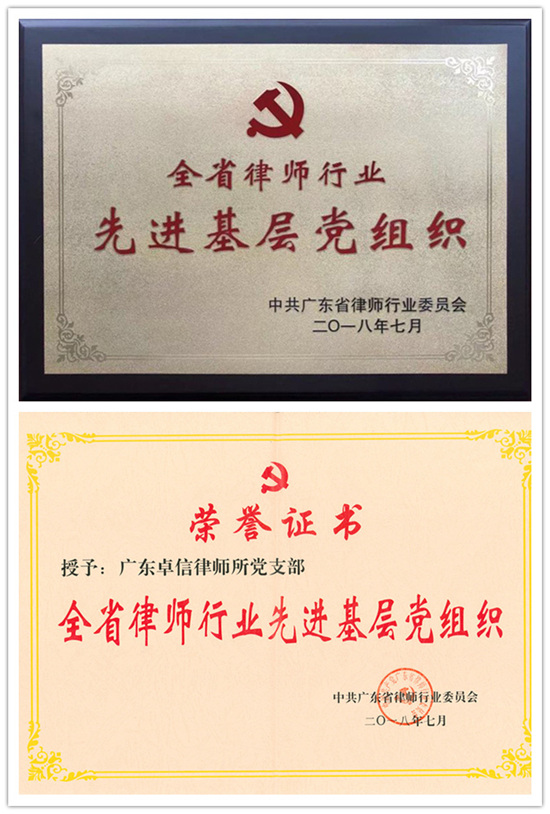 全省律师行业
先进基层党组织
中共广东省律师行业委员会
二〇一八年七月
荣誉证书
授予：广东卓信律师所党支部
全省律师行业先进基层党组织
中共广东省律师行业委员会
二〇一八年七月